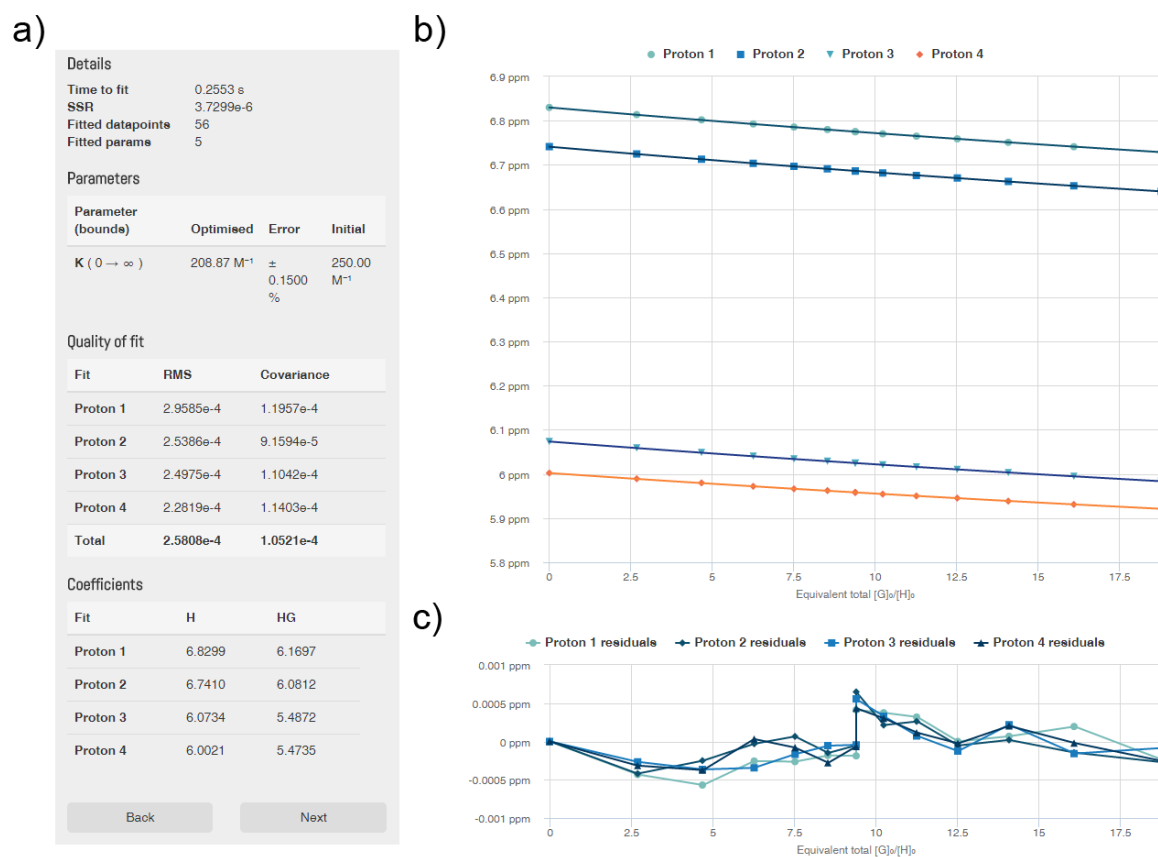 a)
Details
Time to fit 0.2553 s
SSR 3.7299e-6
Fitted datapoints 56
Fitted params 5
Parameters
Parameter (bounds) Optimised Error Initial
K ( 0 → ∞ ) 208.87 M⁻¹ ± 0.1500 % 250.00 M⁻¹
Quality of fit
Fit RMS Covariance
Proton 1 2.9585e-4 1.1957e-4
Proton 2 2.5386e-4 9.1594e-5
Proton 3 2.4975e-4 1.1042e-4
Proton 4 2.2819e-4 1.1403e-4
Total 2.5808e-4 1.0521e-4
Coefficients
Fit H HG
Proton 1 6.8299 6.1697
Proton 2 6.7410 6.0812
Proton 3 6.0734 5.4872
Proton 4 6.0021 5.4735
Back Next
b)
Proton 1 Proton 2 Proton 3 Proton 4
6.9 ppm
6.8 ppm
6.7 ppm
6.6 ppm
6.5 ppm
6.4 ppm
6.3 ppm
6.2 ppm
6.1 ppm
6 ppm
5.9 ppm
5.8 ppm
0 2.5 5 7.5 10 12.5 15 17.5
Equivalent total [G]₀/[H]₀
c)
Proton 1 residuals Proton 2 residuals Proton 3 residuals Proton 4 residuals
0.001 ppm
0.0005 ppm
0 ppm
-0.0005 ppm
-0.001 ppm
0 2.5 5 7.5 10 12.5 15 17.5
Equivalent total [G]₀/[H]₀